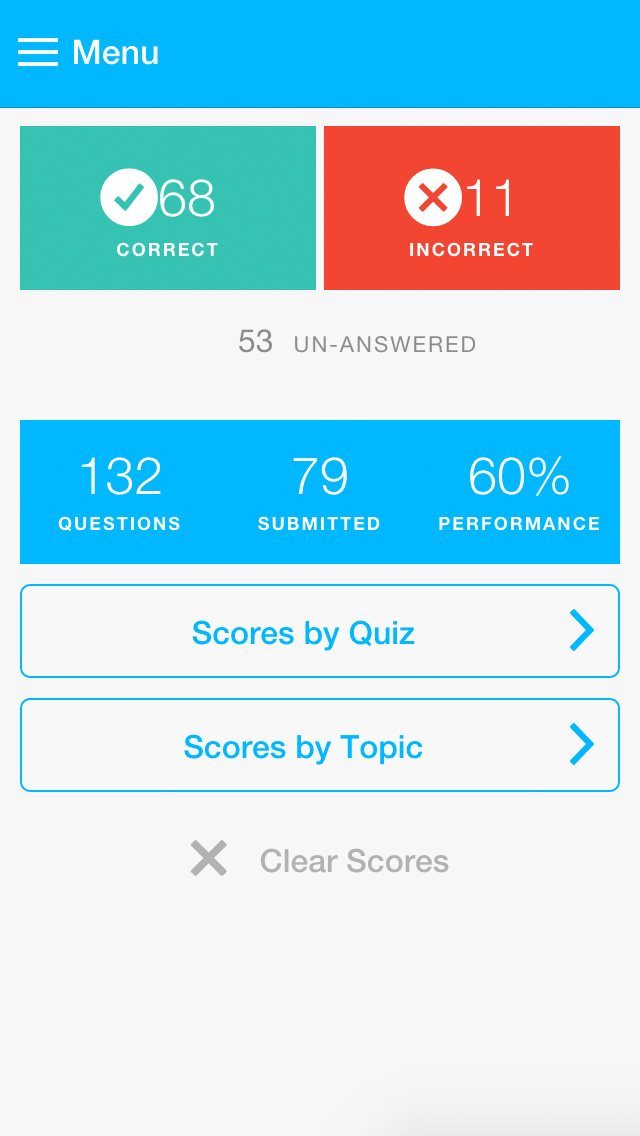 Menu
68 11
CORRECT INCORRECT
53 UN-ANSWERED
132 79 60%
QUESTIONS SUBMITTED PERFORMANCE
Scores by Quiz
Scores by Topic
Clear Scores